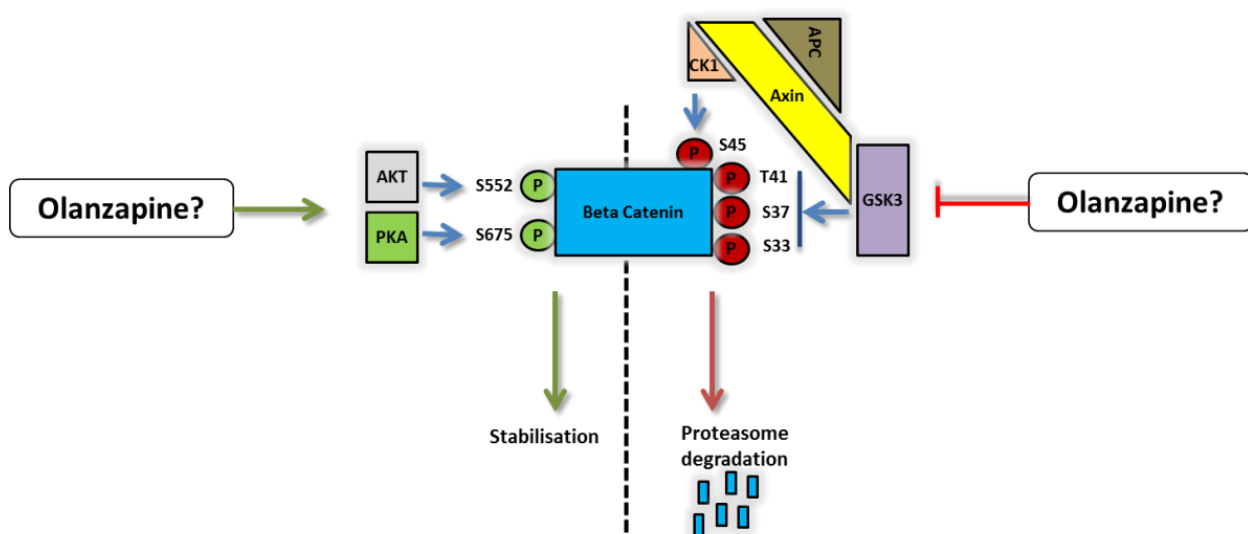 APC
CK1
Axin
S45
AKT
S552
P
P
P
T41
Olanzapine?
Beta Catenin
P
S37
GSK3
Olanzapine?
PKA
S675
P
P
S33
Stabilisation
Proteasome
degradation